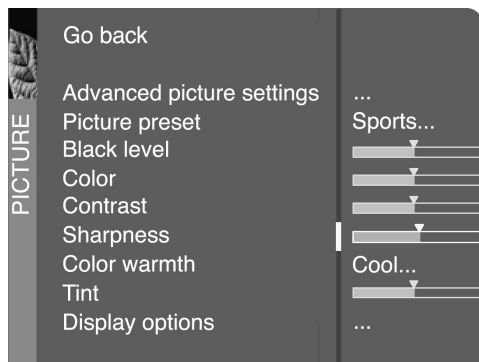 Go back
Advanced picture settings ...
Picture preset Sports...
Black level
Color
Contrast
Sharpness
Color warmth Cool...
Tint
Display options ...
PICTURE